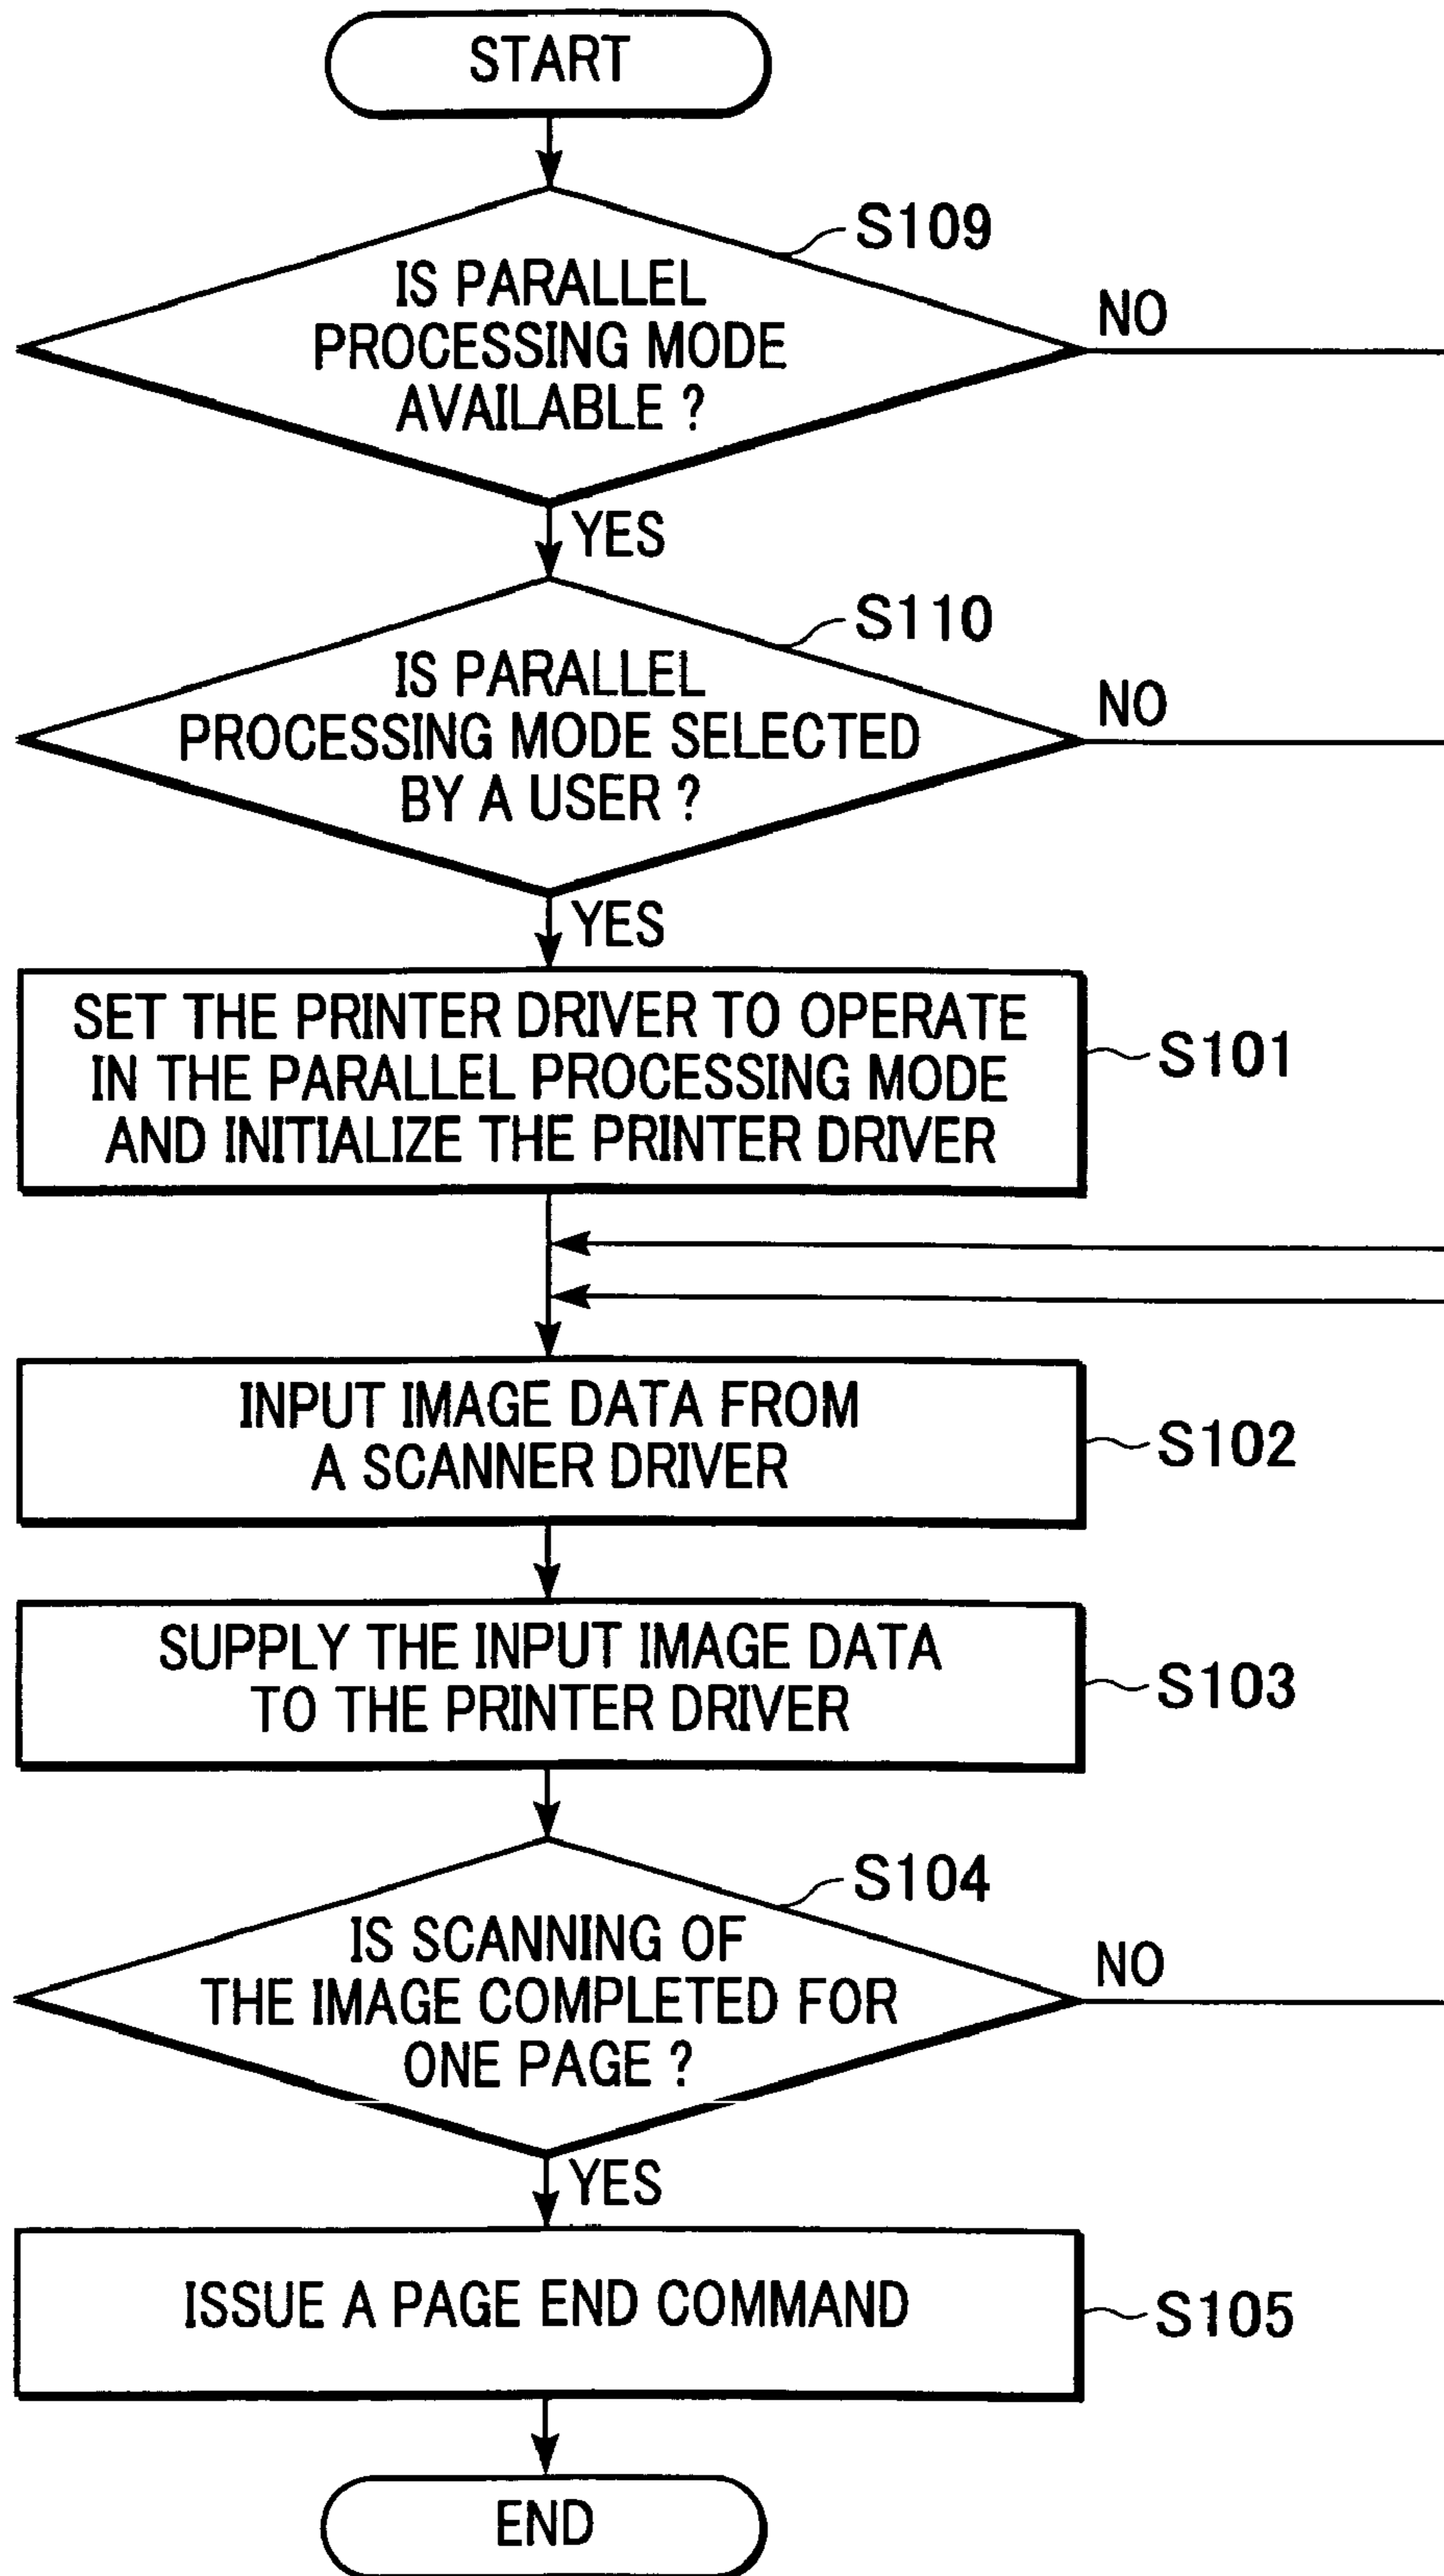 START
S109
IS PARALLEL
PROCESSING MODE
AVAILABLE ?
NO
YES
S110
IS PARALLEL
PROCESSING MODE SELECTED
BY A USER ?
NO
YES
SET THE PRINTER DRIVER TO OPERATE
IN THE PARALLEL PROCESSING MODE
AND INITIALIZE THE PRINTER DRIVER
S101
INPUT IMAGE DATA FROM
A SCANNER DRIVER
S102
SUPPLY THE INPUT IMAGE DATA
TO THE PRINTER DRIVER
S103
S104
IS SCANNING OF
THE IMAGE COMPLETED FOR
ONE PAGE ?
NO
YES
ISSUE A PAGE END COMMAND
S105
END